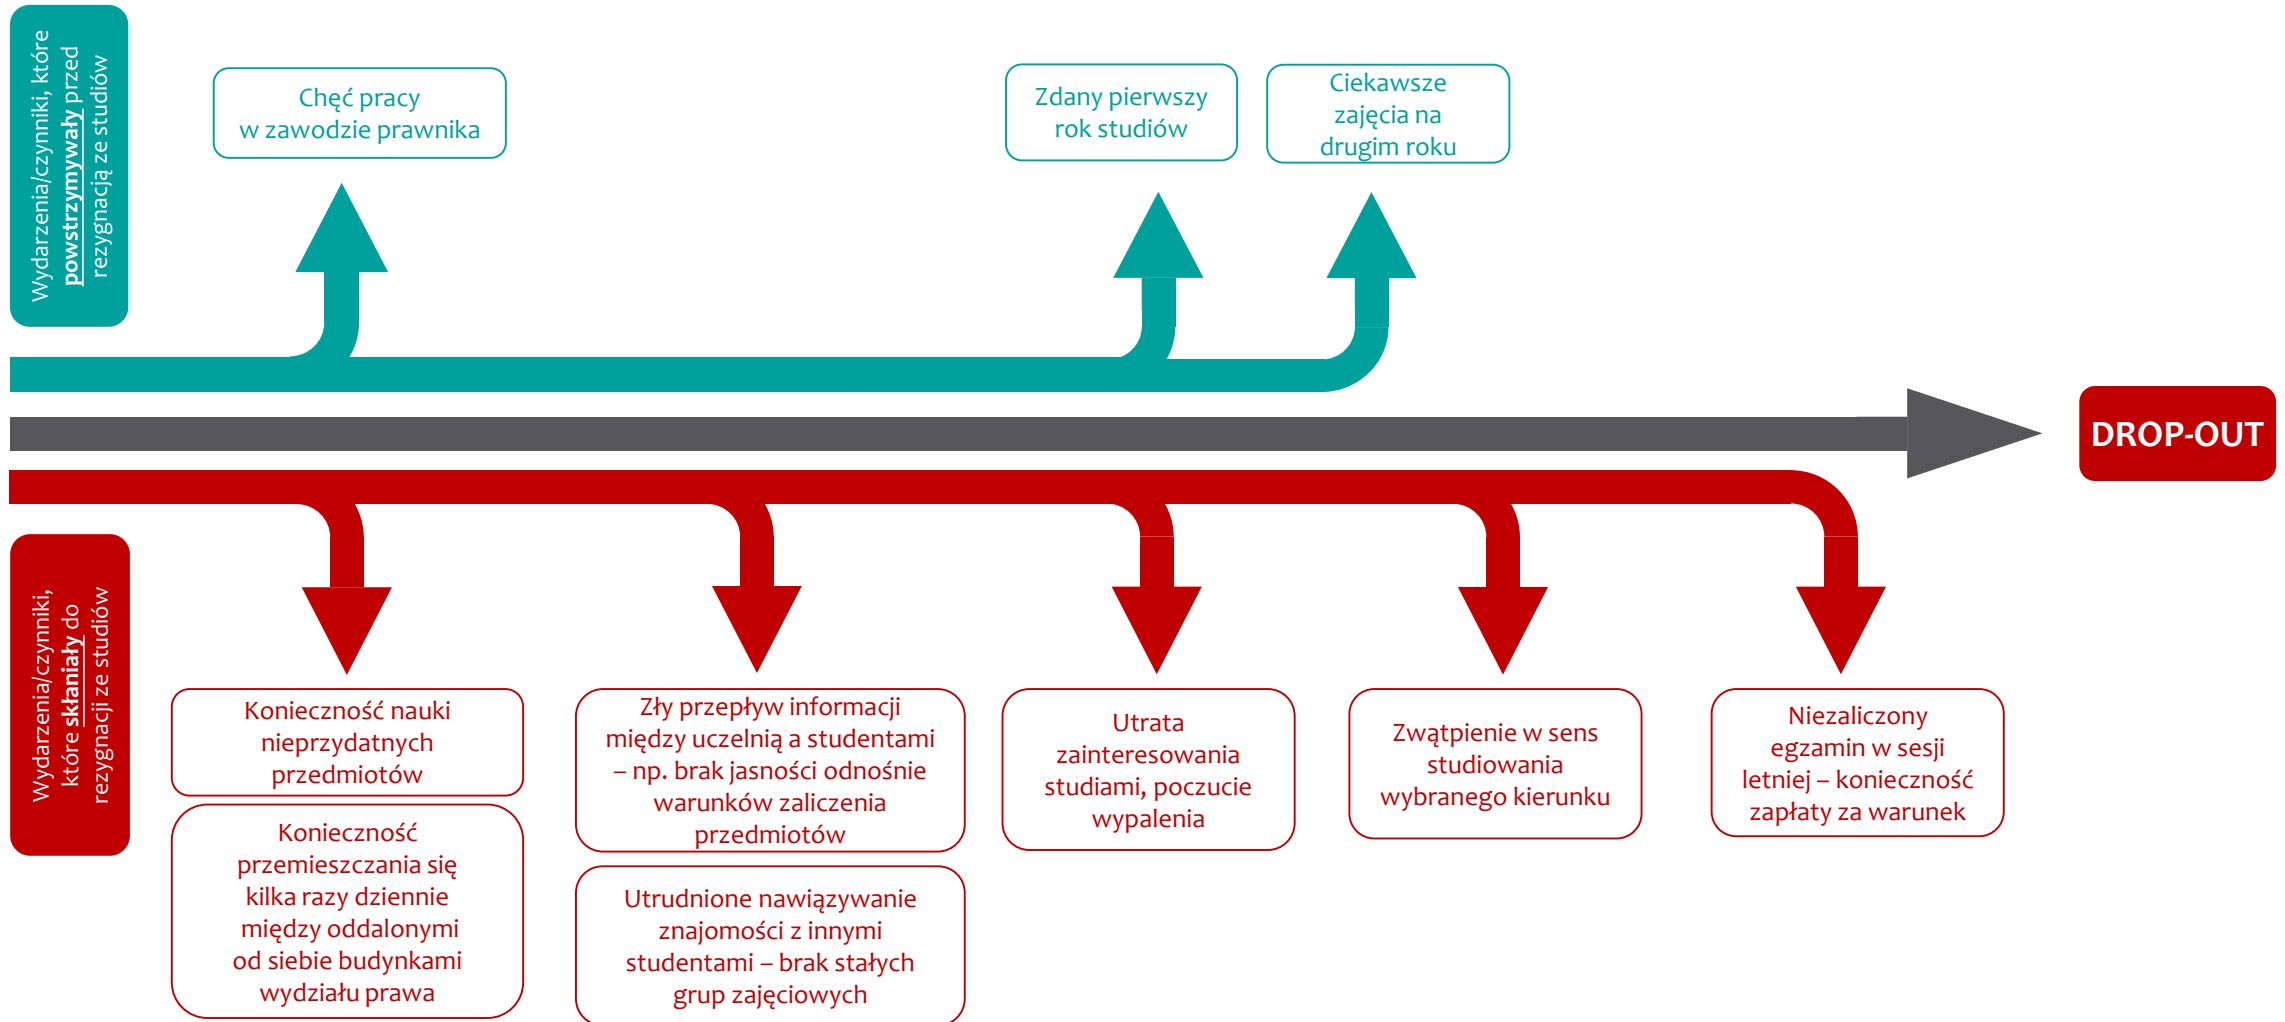 Wydarzenia/czynniki, które
powstrzymywały przed
rezygnacją ze studiów
Chęć pracy
w zawodzie prawnika
Zdany pierwszy
rok studiów
Ciekawsze
zajęcia na
drugim roku
DROP-OUT
Wydarzenia/czynniki,
które skłaniały do
rezygnacji ze studiów
Konieczność nauki
nieprzydatnych
przedmiotów
Konieczność
przemieszczania się
kilka razy dziennie
między oddalonymi
od siebie budynkami
wydziału prawa
Zły przepływ informacji
między uczelnią a studentami
– np. brak jasności odnośnie
warunków zaliczenia
przedmiotów
Utrudnione nawiązywanie
znajomości z innymi
studentami – brak stałych
grup zajęciowych
Utrata
zainteresowania
studiami, poczucie
wypalenia
Zwątpienie w sens
studiowania
wybranego kierunku
Niezaliczony
egzamin w sesji
letniej – konieczność
zapłaty za warunek